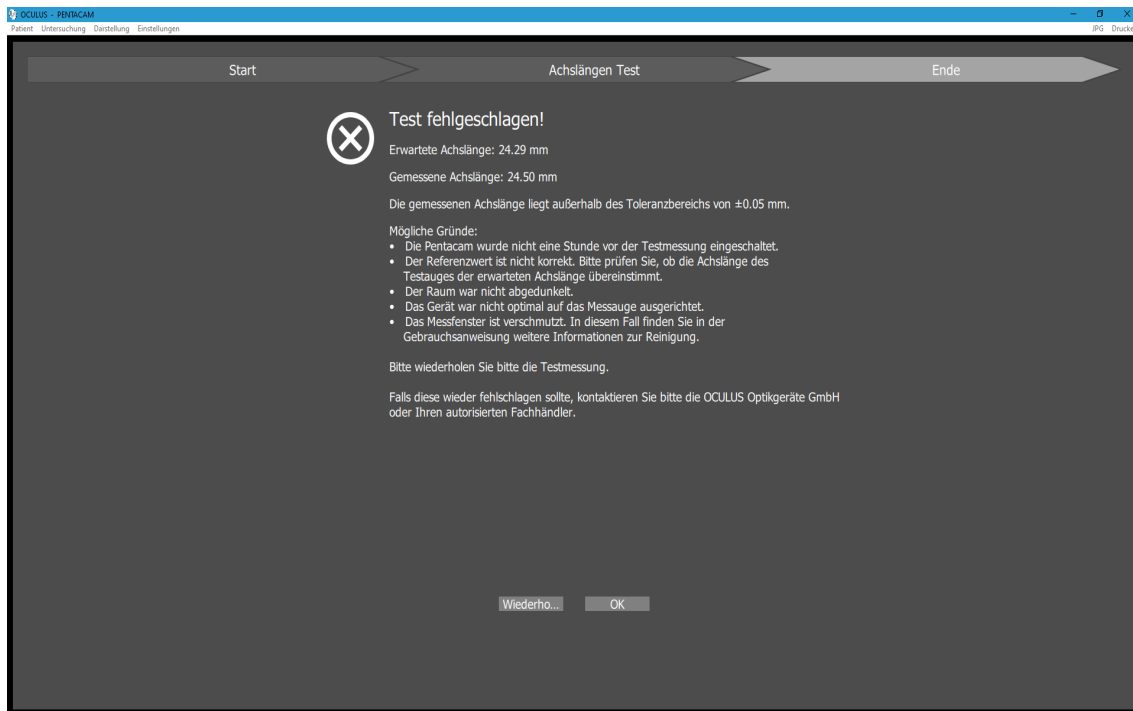 OCULUS - PENTACAM
Patient Untersuchung Darstellung Einstellungen
JPG Drucke
Start
Achslängen Test
Ende
Test fehlgeschlagen!
Erwartete Achslänge: 24.29 mm
Gemessene Achslänge: 24.50 mm
Die gemessenen Achslänge liegt außerhalb des Toleranzbereichs von ±0.05 mm.
Mögliche Gründe:
• Die Pentacam wurde nicht eine Stunde vor der Testmessung eingeschaltet.
• Der Referenzwert ist nicht korrekt. Bitte prüfen Sie, ob die Achslänge des
Testauges der erwarteten Achslänge übereinstimmt.
• Der Raum war nicht abgedunkelt.
• Das Gerät war nicht optimal auf das Messauge ausgerichtet.
• Das Messfenster ist verschmutzt. In diesem Fall finden Sie in der
Gebrauchsanweisung weitere Informationen zur Reinigung.
Bitte wiederholen Sie bitte die Testmessung.
Falls diese wieder fehlschlagen sollte, kontaktieren Sie bitte die OCULUS Optikgeräte GmbH
oder Ihren autorisierten Fachhändler.
Wiederho...
OK